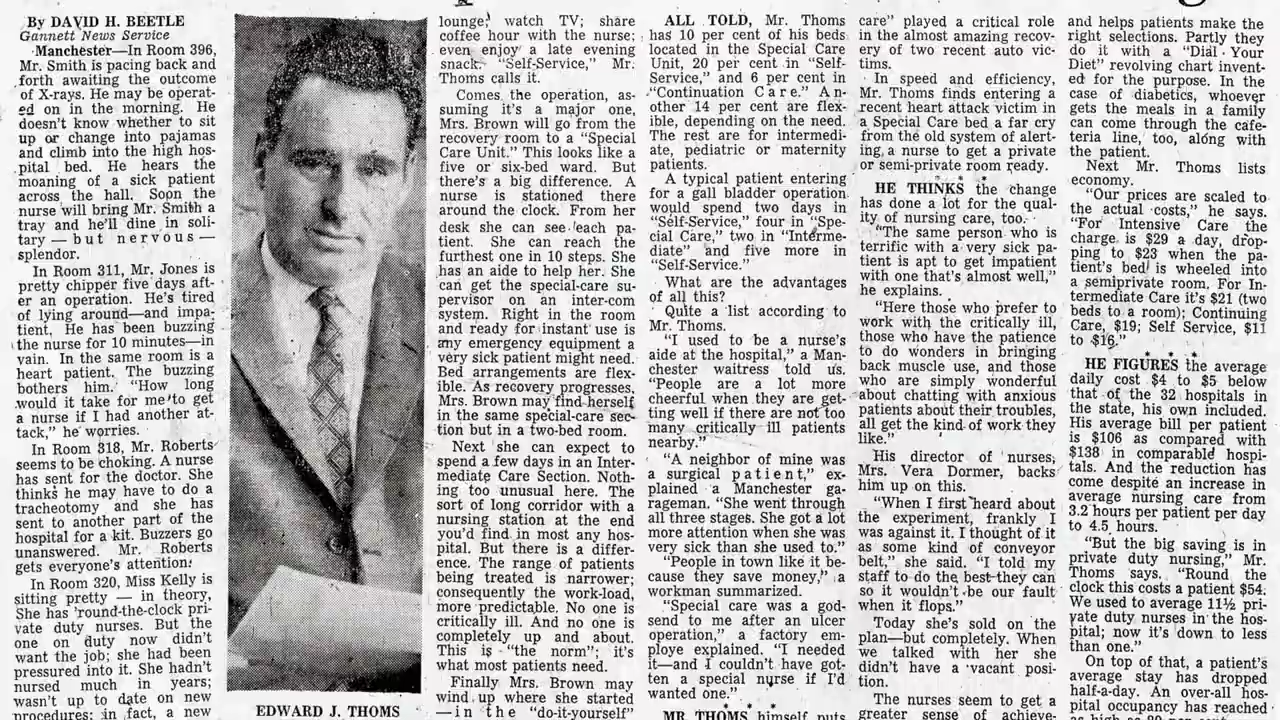 By DAVID H. BEETLE
Gannett News Service
Manchester—In Room 396,
Mr. Smith is pacing back and
forth awaiting the outcome
of X-rays. He may be operat-
ed on in the morning. He
doesn't know whether to sit
up or change into pajamas
and climb into the high hos-
pital bed. He hears the
moaning of a sick patient
across the hall. Soon the
nurse will bring Mr. Smith a
tray and he'll dine in soli-
tary — but nervous —
splendor.
In Room 311, Mr. Jones is
pretty chipper five days aft-
er an operation. He's tired
of lying around—and impa-
tient. He has been buzzing
the nurse for 10 minutes—in
vain. In the same room is a
heart patient. The buzzing
bothers him. "How long
would it take for me to get
a nurse if I had another at-
tack," he worries.
In Room 318, Mr. Roberts
seems to be choking. A nurse
has sent for the doctor. She
thinks he may have to do a
tracheotomy and she has
sent to another part of the
hospital for a kit. Buzzers go
unanswered. Mr. Roberts
gets everyone's attention.
In Room 320, Miss Kelly is
sitting pretty — in theory,
She has 'round-the-clock pri-
vate duty nurses. But the
one on duty now didn't
want the job; she had been
pressured into it. She hadn't
nursed much in years;
wasn't up to date on new
procedures; in fact, a new
EDWARD J. THOMS
lounge; watch TV; share
coffee hour with the nurse;
even enjoy a late evening
snack. "Self-Service," Mr.
Thoms calls it.
Comes the operation, as-
suming it's a major one,
Mrs. Brown will go from the
recovery room to a "Special
Care Unit." This looks like a
five or six-bed ward. But
there's a big difference. A
nurse is stationed there
around the clock. From her
desk she can see each pa-
tient. She can reach the
furthest one in 10 steps. She
has an aide to help her. She
can get the special-care su-
pervisor on an inter-com
system. Right in the room
and ready for instant use is
any emergency equipment a
very sick patient might need.
Bed arrangements are flex-
ible. As recovery progresses,
Mrs. Brown may find herself
in the same special-care sec-
tion but in a two-bed room.
Next she can expect to
spend a few days in an Inter-
mediate Care Section. Noth-
ing too unusual here. The
sort of long corridor with a
nursing station at the end
you'd find in most any hos-
pital. But there is a differ-
ence. The range of patients
being treated is narrower;
consequently the work-load,
more predictable. No one is
critically ill. And no one is
completely up and about.
This is "the norm"; it's
what most patients need.
Finally Mrs. Brown may
wind up where she started
—in the "do-it-yourself"
ALL TOLD, Mr. Thoms
has 10 per cent of his beds
located in the Special Care
Unit, 20 per cent in "Self-
Service," and 6 per cent in
"Continuation Care." An-
other 14 per cent are flex-
ible, depending on the need.
The rest are for intermedi-
ate, pediatric or maternity
patients.
A typical patient entering
for a gall bladder operation
would spend two days in
"Self-Service," four in "Spe-
cial Care," two in "Interme-
diate" and five more in
"Self-Service."
What are the advantages
of all this?
Quite a list according to
Mr. Thoms.
"I used to be a nurse's
aide at the hospital," a Man-
chester waitress told us.
"People are a lot more
cheerful when they are get-
ting well if there are not too
many critically ill patients
nearby."
"A neighbor of mine was
a surgical patient," ex-
plained a Manchester ga-
rageman. "She went through
all three stages. She got a lot
more attention when she was
very sick than she used to."
"People in town like it be-
cause they save money," a
workman summarized.
"Special care was a god-
send to me after an ulcer
operation," a factory em-
ploye explained. "I needed
it—and I couldn't have got-
ten a special nurse if I'd
wanted one."
MR. THOMS himself puts
care" played a critical role
in the almost amazing recov-
ery of two recent auto vic-
tims.
In speed and efficiency,
Mr. Thoms finds entering a
recent heart attack victim in
a Special Care bed a far cry
from the old system of alert-
ing a nurse to get a private
or semi-private room ready.
HE THINKS the change
has done a lot for the qual-
ity of nursing care, too.
"The same person who is
terrific with a very sick pa-
tient is apt to get impatient
with one that's almost well,"
he explains.
"Here those who prefer to
work with the critically ill,
those who have the patience
to do wonders in bringing
back muscle use, and those
who are simply wonderful
about chatting with anxious
patients about their troubles,
all get the kind of work they
like."
His director of nurses,
Mrs. Vera Dormer, backs
him up on this.
"When I first heard about
the experiment, frankly I
was against it. I thought of it
as some kind of conveyor
belt," she said. "I told my
staff to do the best they can
so it wouldn't be our fault
when it flops."
Today she's sold on the
plan—but completely. When
we talked with her she
didn't have a vacant posi-
tion.
The nurses seem to get a
greater sense of achieve-
and helps patients make the
right selections. Partly they
do it with a "Dial Your
Diet" revolving chart invent-
ed for the purpose. In the
case of diabetics, whoever
gets the meals in a family
can come through the cafe-
teria line, too, along with
the patient.
Next Mr. Thoms lists
economy.
"Our prices are scaled to
the actual costs," he says.
"For Intensive Care the
charge is $29 a day, drop-
ping to $23 when the pa-
tient's bed is wheeled into
a semiprivate room. For In-
termediate Care it's $21 (two
beds to a room); Continuing
Care, $19; Self Service, $11
to $16."
HE FIGURES the average
daily cost $4 to $5 below
that of the 32 hospitals in
the state, his own included.
His average bill per patient
is $106 as compared with
$138 in comparable hospi-
tals. And the reduction has
come despite an increase in
average nursing care from
3.2 hours per patient per day
to 4.5 hours.
"But the big saving is in
private duty nursing," Mr.
Thoms says. "Round the
clock this costs a patient $54.
We used to average 11½ pri-
vate duty nurses in the hos-
pital; now it's down to less
than one."
On top of that, a patient's
average stay has dropped
half-a-day. An over-all hos-
pital occupancy has reached